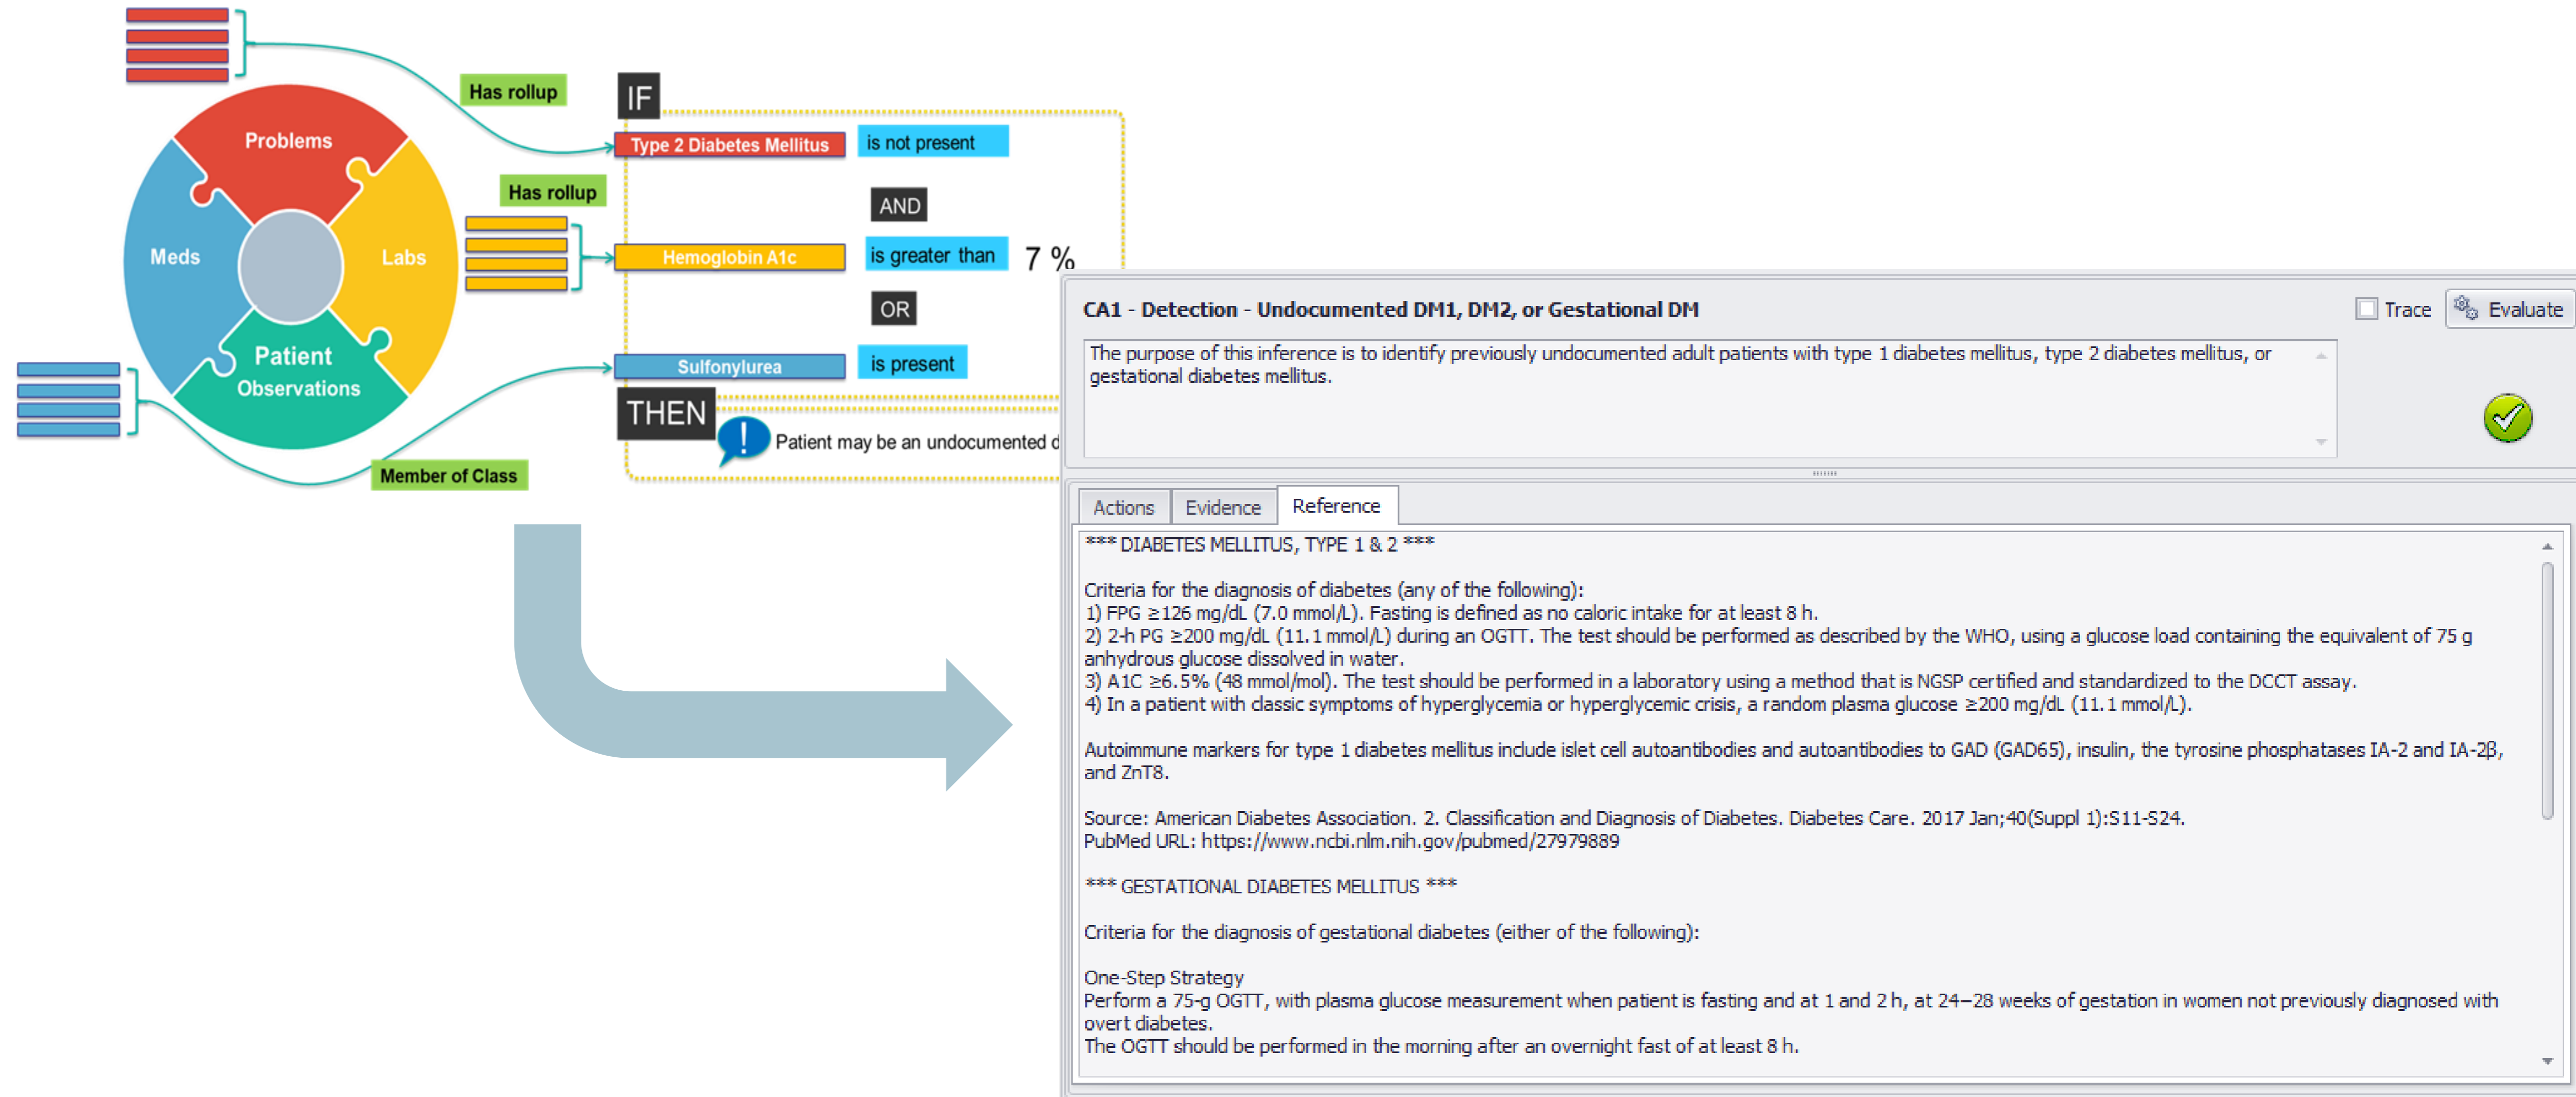 Has rollup
IF
Problems
Type 2 Diabetes Mellitus is not present
Has rollup
AND
Meds
Labs
Hemoglobin A1c is greater than 7 %
OR
Patient
Observations
Sulfonylurea is present
THEN
Patient may be an undocumented d
Member of Class
CA1 - Detection - Undocumented DM1, DM2, or Gestational DM
Trace
Evaluate
The purpose of this inference is to identify previously undocumented adult patients with type 1 diabetes mellitus, type 2 diabetes mellitus, or
gestational diabetes mellitus.
Actions Evidence Reference
*** DIABETES MELLITUS, TYPE 1 & 2 ***
Criteria for the diagnosis of diabetes (any of the following):
1) FPG ≥126 mg/dL (7.0 mmol/L). Fasting is defined as no caloric intake for at least 8 h.
2) 2-h PG ≥200 mg/dL (11.1 mmol/L) during an OGTT. The test should be performed as described by the WHO, using a glucose load containing the equivalent of 75 g
anhydrous glucose dissolved in water.
3) A1C ≥6.5% (48 mmol/mol). The test should be performed in a laboratory using a method that is NGSP certified and standardized to the DCCT assay.
4) In a patient with classic symptoms of hyperglycemia or hyperglycemic crisis, a random plasma glucose ≥200 mg/dL (11.1 mmol/L).
Autoimmune markers for type 1 diabetes mellitus include islet cell autoantibodies and autoantibodies to GAD (GAD65), insulin, the tyrosine phosphatases IA-2 and IA-2β,
and ZnT8.
Source: American Diabetes Association. 2. Classification and Diagnosis of Diabetes. Diabetes Care. 2017 Jan;40(Suppl 1):S11-S24.
PubMed URL: https://www.ncbi.nlm.nih.gov/pubmed/27979889
*** GESTATIONAL DIABETES MELLITUS ***
Criteria for the diagnosis of gestational diabetes (either of the following):
One-Step Strategy
Perform a 75-g OGTT, with plasma glucose measurement when patient is fasting and at 1 and 2 h, at 24–28 weeks of gestation in women not previously diagnosed with
overt diabetes.
The OGTT should be performed in the morning after an overnight fast of at least 8 h.